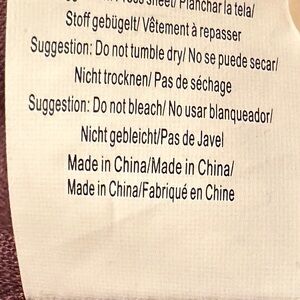 Press sheet/ Planchar la tela/
Stoff gebügelt/ Vêtement à repasser
Suggestion: Do not tumble dry/ No se puede secar/
Nicht trocknen/ Pas de séchage
Suggestion: Do not bleach/ No usar blanqueador/
Nicht gebleicht/Pas de Javel
Made in China/Made in China/
Made in China/Fabriqué en Chine